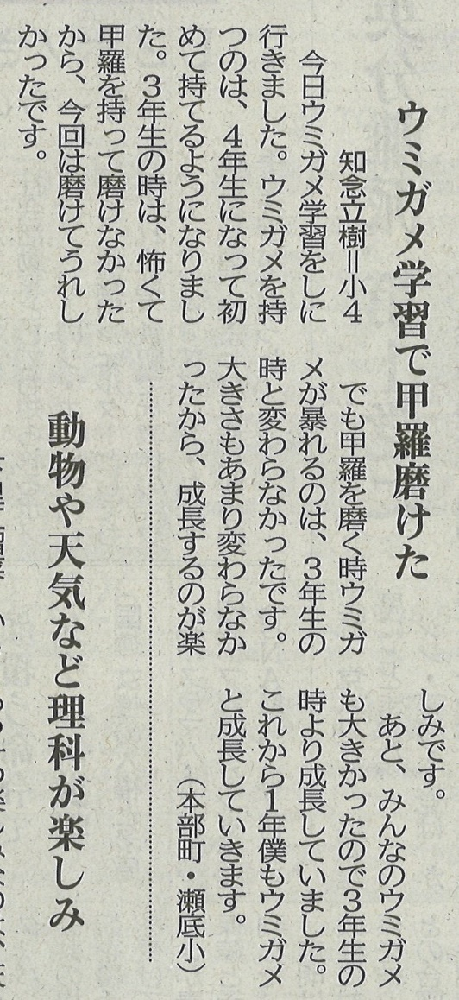 ウミガメ学習で甲羅磨けた
知念立樹＝小４
今日ウミガメ学習をしに
行きました。ウミガメを持
つのは、４年生になって初
めて持てるようになりまし
た。３年生の時は、怖くて
甲羅を持って磨けなかった
から、今回は磨けてうれし
かったです。
でも甲羅を磨く時ウミガ
メが暴れるのは、３年生の
時と変わらなかったです。
大きさもあまり変わらなか
ったから、成長するのが楽
しみです。
あと、みんなのウミガメ
も大きかったので３年生の
時より成長していました。
これから１年僕もウミガメ
と成長していきます。
（本部町・瀬底小）
動物や天気など理科が楽しみ